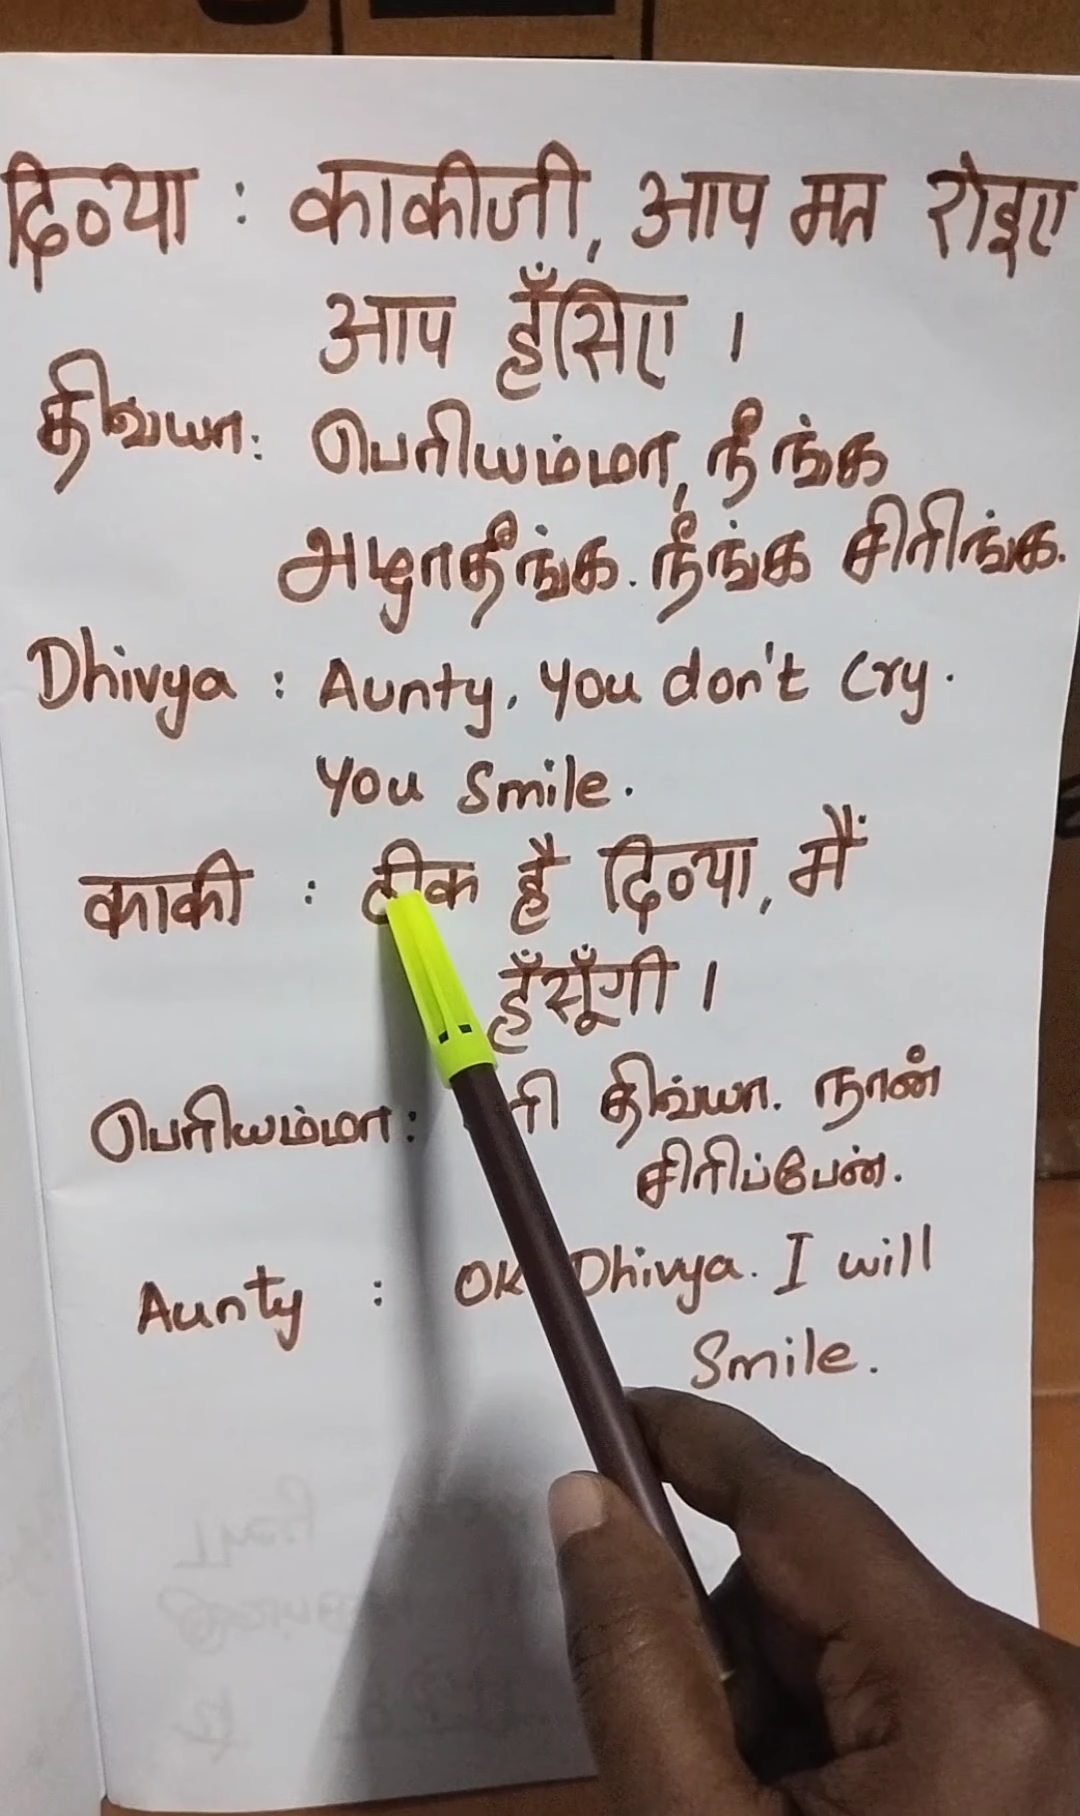 दिव्या : काकीजी, आप मत रोइए
आप हँसिए ।
திவ்யா: பெரியம்மா, நீங்க
அழாதீங்க. நீங்க சிரிங்க.
Dhivya : Aunty, you don't cry.
you smile.
काकी : ठीक है दिव्या, मैं
हँसूँगी ।
பெரியம்மா: திவ்யா. நான்
சிரிப்பேன்.
Aunty : OK Dhivya. I will
Smile.